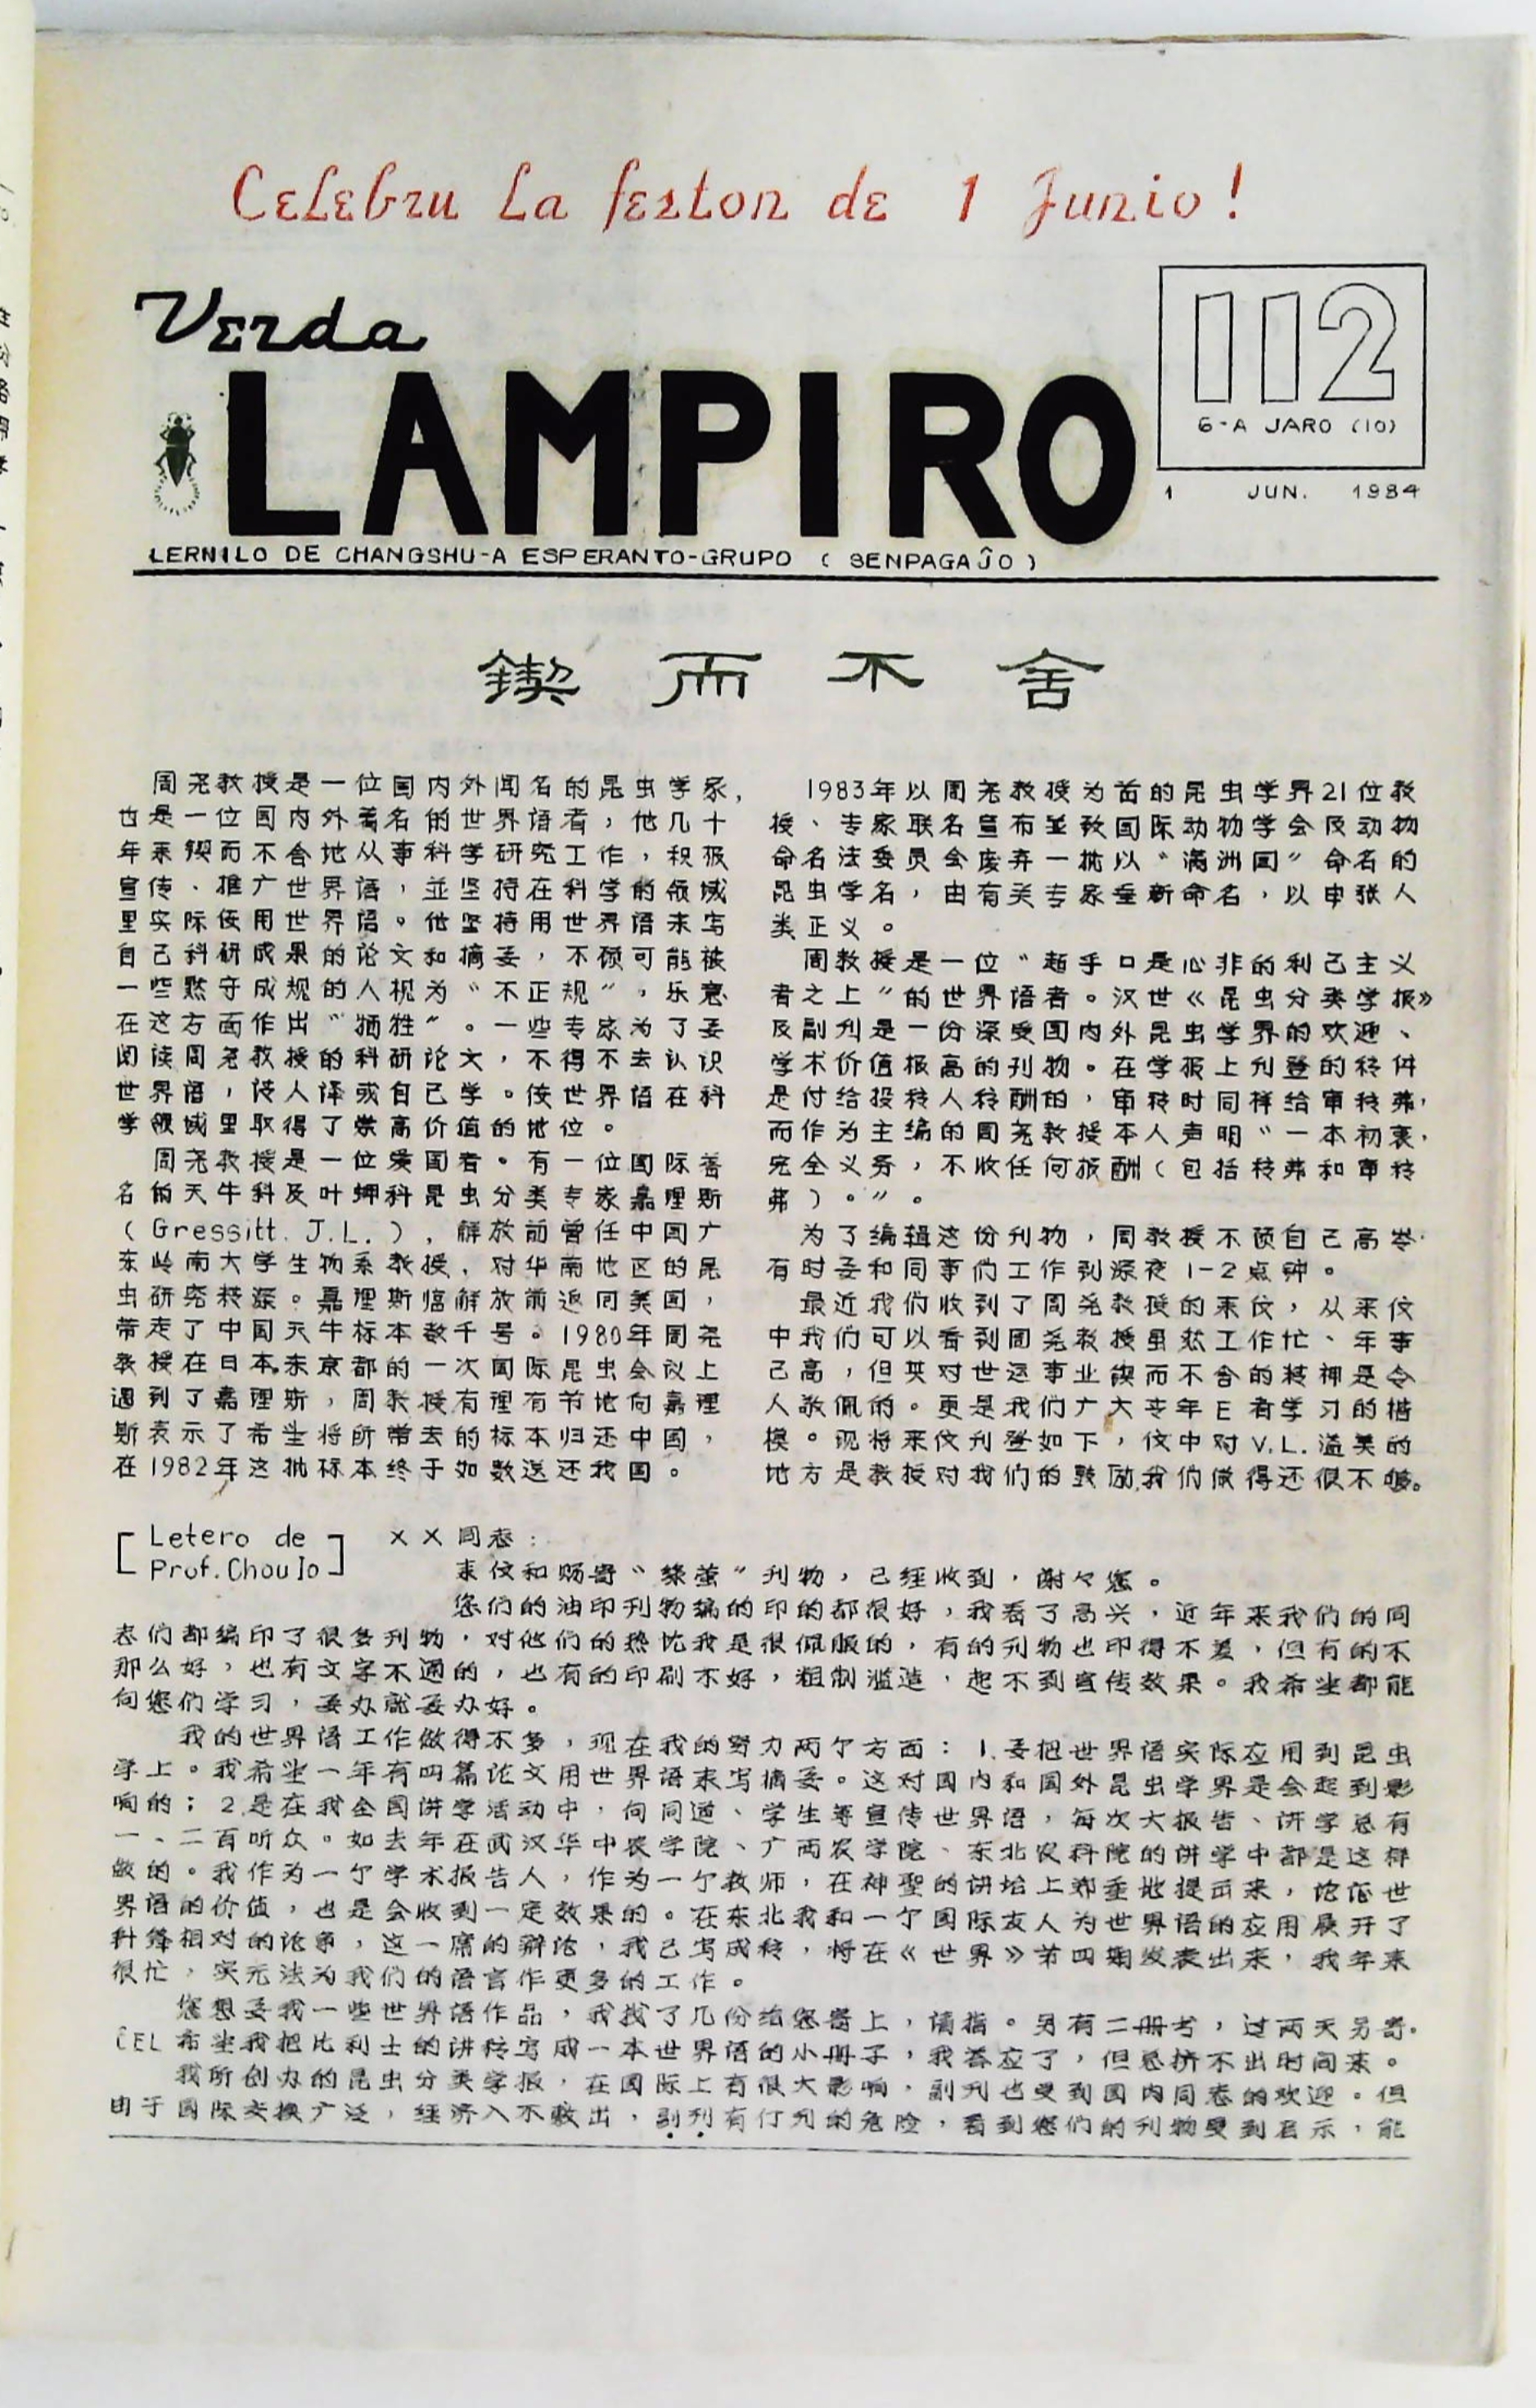 Celebru la feston de 1 Junio!
Verda
LAMPIRO
112
6-A JARO (10)
1 JUN. 1984
LERNILO DE CHANGSHU-A ESPERANTO-GRUPO ( SENPAGAĴO )
锲而不舍
周尧教授是一位国内外闻名的昆虫学家,
也是一位国内外著名的世界语者，他几十
年来锲而不舍地从事科学研究工作，积极
宣传、推广世界语，並坚持在科学的领域
里实际使用世界语。他坚持用世界语来写
自己科研成果的论文和摘要，不顾可能被
一些默守成规的人视为“不正规”，乐意
在这方面作出“牺牲”。一些专家为了要
阅读周尧教授的科研论文，不得不去认识
世界语，请人译或自己学。使世界语在科
学领域里取得了崇高价值的地位。
周尧教授是一位爱国者。有一位国际著
名的天牛科及叶蝉科昆虫分类专家嘉理斯
(Gressitt. J.L.)，解放前曾任中国广
东岭南大学生物系教授，对华南地区的昆
虫研究较深。嘉理斯临解放前返回美国，
带走了中国天牛标本数千号。1980年周尧
教授在日本东京都的一次国际昆虫会议上
遇到了嘉理斯，周教授有理有节地向嘉理
斯表示了希望将所带去的标本归还中国，
在1982年这批标本终于如数送还我国。
1983年以周尧教授为首的昆虫学界21位教
授、专家联名宣布並致国际动物学会及动物
命名法委员会废弃一批以“满洲国”命名的
昆虫学名，由有关专家重新命名，以申张人
类正义。
周教授是一位“超乎口是心非的利己主义
者之上”的世界语者。汉世《昆虫分类学报》
及副刊是一份深受国内外昆虫学界的欢迎、
学术价值报高的刊物。在学报上刊登的稿件
是付给投稿人稿酬的，审稿时同样给审稿费，
而作为主编的周尧教授本人声明“一本初衷，
完全义务，不收任何报酬(包括稿费和审稿
费)。”。
为了编辑这份刊物，周教授不顾自己高龄，
有时要和同事们工作到深夜1-2点钟。
最近我们收到了周尧教授的来信，从来信
中我们可以看到周尧教授虽然工作忙、年事
已高，但其对世运事业锲而不舍的精神是令
人敬佩的。更是我们广大青年E者学习的楷
模。现将来信刊登如下，信中对V.L.溢美的
地方是教授对我们的鼓励,我们做得还很不够。
[Letero de
Prof. Chou Io]
××同志:
来信和赐寄“绿萤”刊物，已经收到，谢々您。
您们的油印刊物编的印的都很好，我看了高兴，近年来我们的同
志们都编印了很多刊物，对他们的热忱我是很佩服的，有的刊物也印得不差，但有的不
那么好，也有文字不通的，也有的印刷不好，粗制滥造，起不到宣传效果。我希望都能
向您们学习，要办就要办好。
我的世界语工作做得不多，现在我的努力两个方面：1.要把世界语实际应用到昆虫
学上。我希望一年有四篇论文用世界语来写摘要。这对国内和国外昆虫学界是会起到影
响的；2.是在我全国讲学活动中，向同道、学生等宣传世界语，每次大报告、讲学总有
一、二百听众。如去年在武汉华中农学院、广西农学院、东北农科院的讲学中都是这样
做的。我作为一个学术报告人，作为一个教师，在神聖的讲坛上郑重地提出来，论证世
界语的价值，也是会收到一定效果的。在东北我和一个国际友人为世界语的应用展开了
针锋相对的论争，这一席的辩论，我已写成稿，将在《世界》第四期发表出来，我年来
很忙，实无法为我们的语言作更多的工作。
您想要我一些世界语作品，我找了几份给您寄上，请指。另有二册书，过两天另寄。
ĈEL 希望我把比利士的讲稿写成一本世界语的小册子，我答应了，但总挤不出时间来。
我所创办的昆虫分类学报，在国际上有很大影响，副刊也受到国内同志的欢迎。但
由于国际交换广泛，经济入不敷出，副刊有停刊的危险，看到您们的刊物受到启示，能